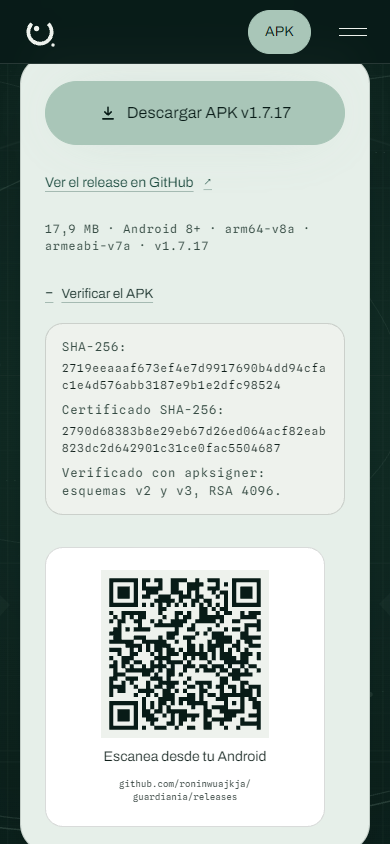 APK
Descargar APK v1.7.17
Ver el release en GitHub ↗
17,9 MB · Android 8+ · arm64-v8a ·
armeabi-v7a · v1.7.17
− Verificar el APK
SHA-256:
2719eeaaaf673ef4e7d9917690b4dd94cfa
c1e4d576abb3187e9b1e2dfc98524
Certificado SHA-256:
2790d68383b8e29eb67d26ed064acf82eab
823dc2d642901c31ce0fac5504687
Verificado con apksigner:
esquemas v2 y v3, RSA 4096.
Escanea desde tu Android
github.com/roninwuajkja/
guardiania/releases